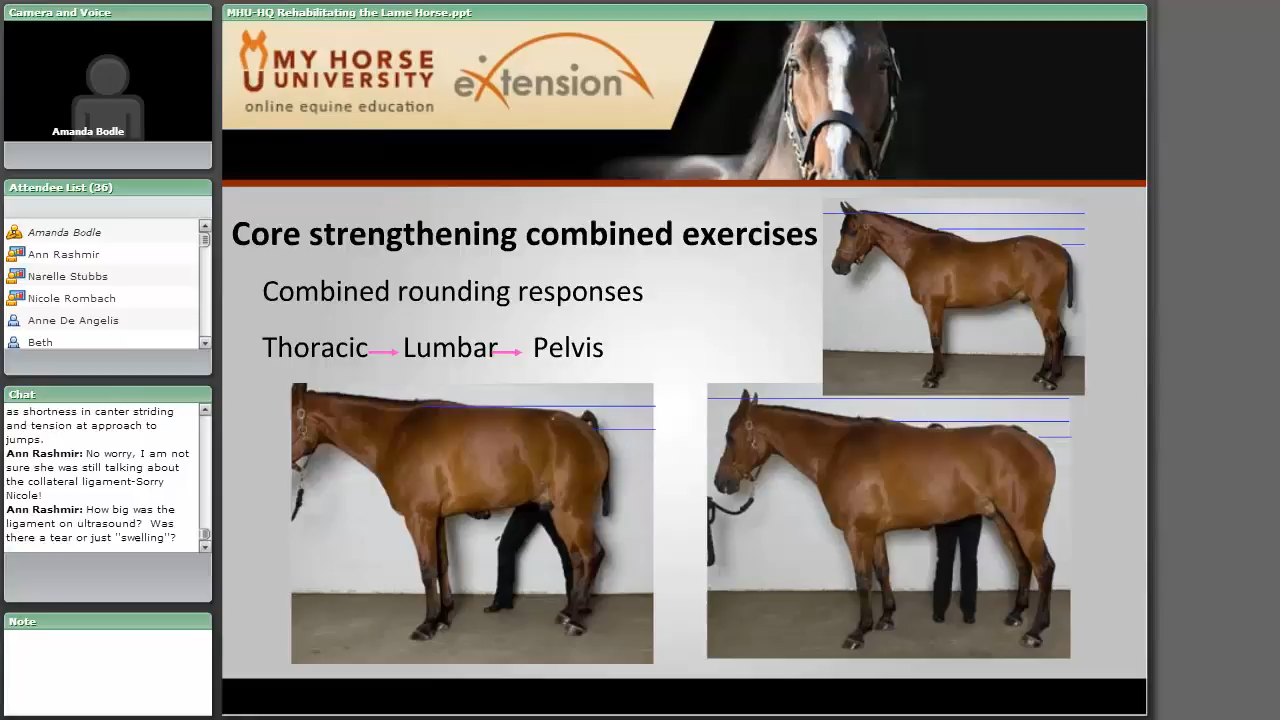 Camera and Voice
Amanda Bodle
Attendee List (36)
Amanda Bodle
Ann Rashmir
Narelle Stubbs
Nicole Rombach
Anne De Angelis
Beth
Chat
as shortness in canter striding
and tension at approach to
jumps.
Ann Rashmir: No worry, I am not
sure she was still talking about
the collateral ligament-Sorry
Nicole!
Ann Rashmir: How big was the
ligament on ultrasound? Was
there a tear or just "swelling"?
Note
MHU-HQ Rehabilitating the Lame Horse.ppt
MY HORSE
UNIVERSITY
online equine education
eXtension
Core strengthening combined exercises
Combined rounding responses
Thoracic Lumbar Pelvis